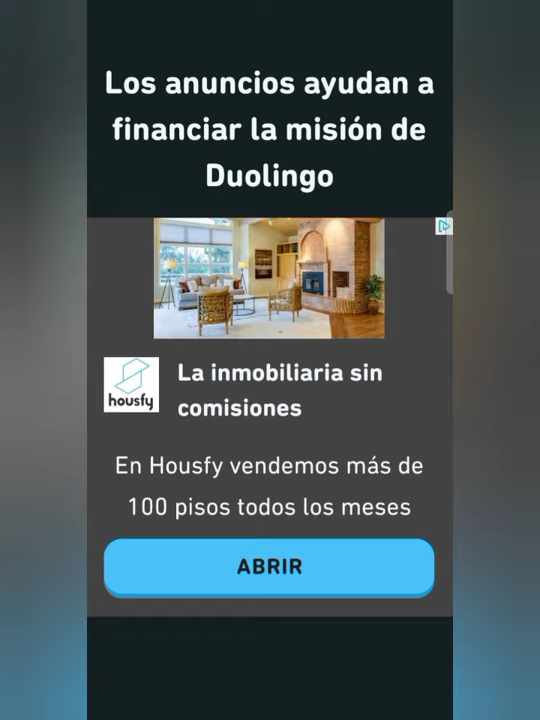 Los anuncios ayudan a
financiar la misión de
Duolingo
housfy
La inmobiliaria sin
comisiones
En Housfy vendemos más de
100 pisos todos los meses
ABRIR